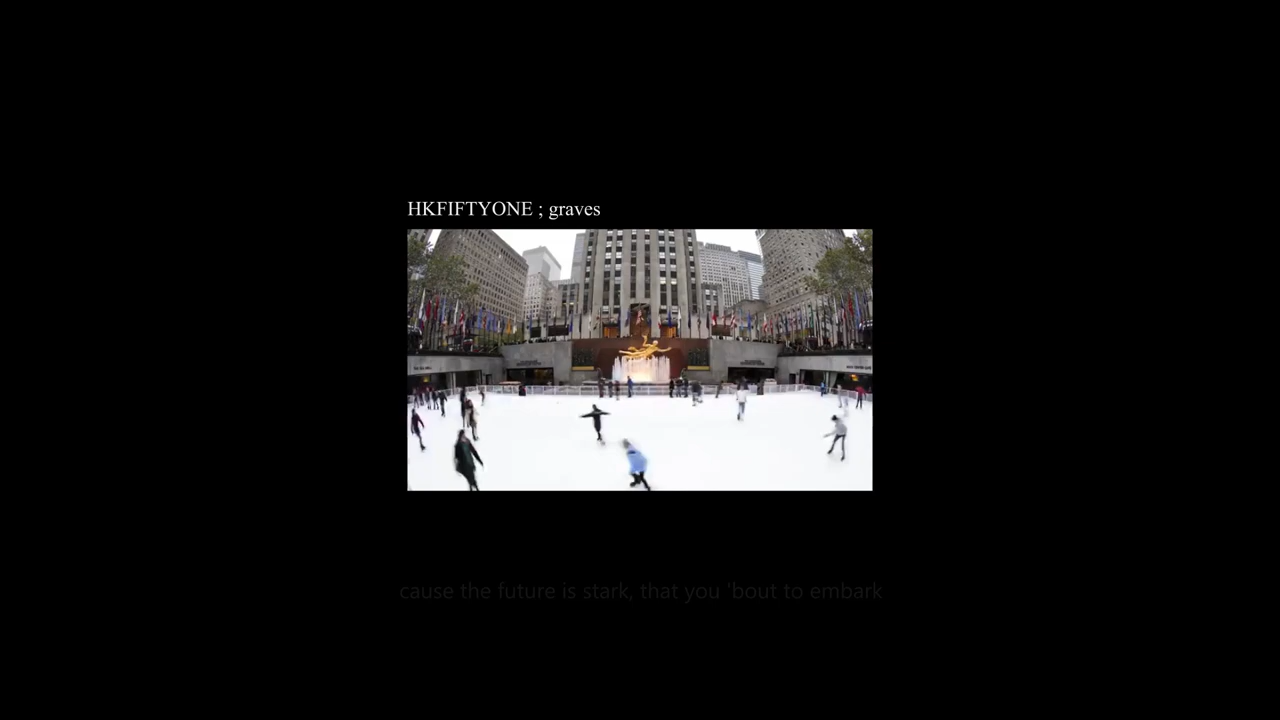 HKFIFTYONE ; graves
cause the future is stark, that you 'bout to embark